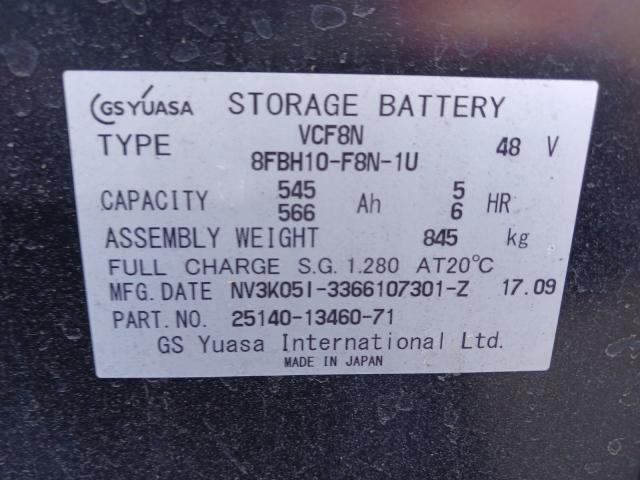 GS YUASA STORAGE BATTERY
TYPE VCF8N 48 V
8FBH10-F8N-1U
CAPACITY 545 Ah 5 HR
566 6
ASSEMBLY WEIGHT 845 kg
FULL CHARGE S.G. 1.280 AT20℃
MFG. DATE NV3K05I-3366107301-Z 17.09
PART. NO. 25140-13460-71
GS Yuasa International Ltd.
MADE IN JAPAN